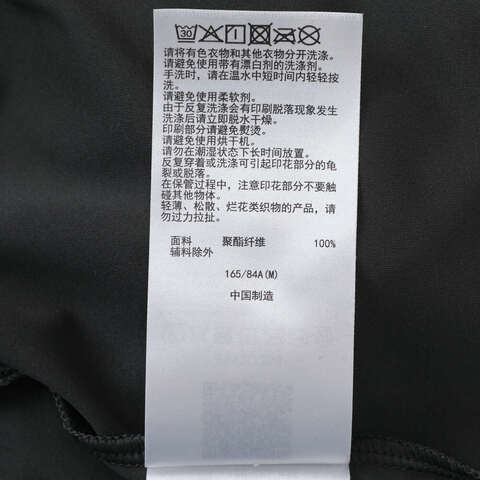 30
请将有色衣物和其他衣物分开洗涤。
请避免使用带有漂白剂的洗涤剂。
手洗时，请在温水中短时间内轻轻按
洗。
请避免使用柔软剂。
由于反复洗涤会有印刷脱落现象发生
洗涤后请立即脱水干燥。
印刷部分请避免熨烫。
请避免使用烘干机。
请勿在潮湿状态下长时间放置。
反复穿着或洗涤可引起印花部分的龟
裂或脱落。
在保管过程中，注意印花部分不要触
碰其他物体。
轻薄、松散、烂花类织物的产品，请
勿过力拉扯。
面料 聚酯纤维 100%
辅料除外
165/84A(M)
中国制造